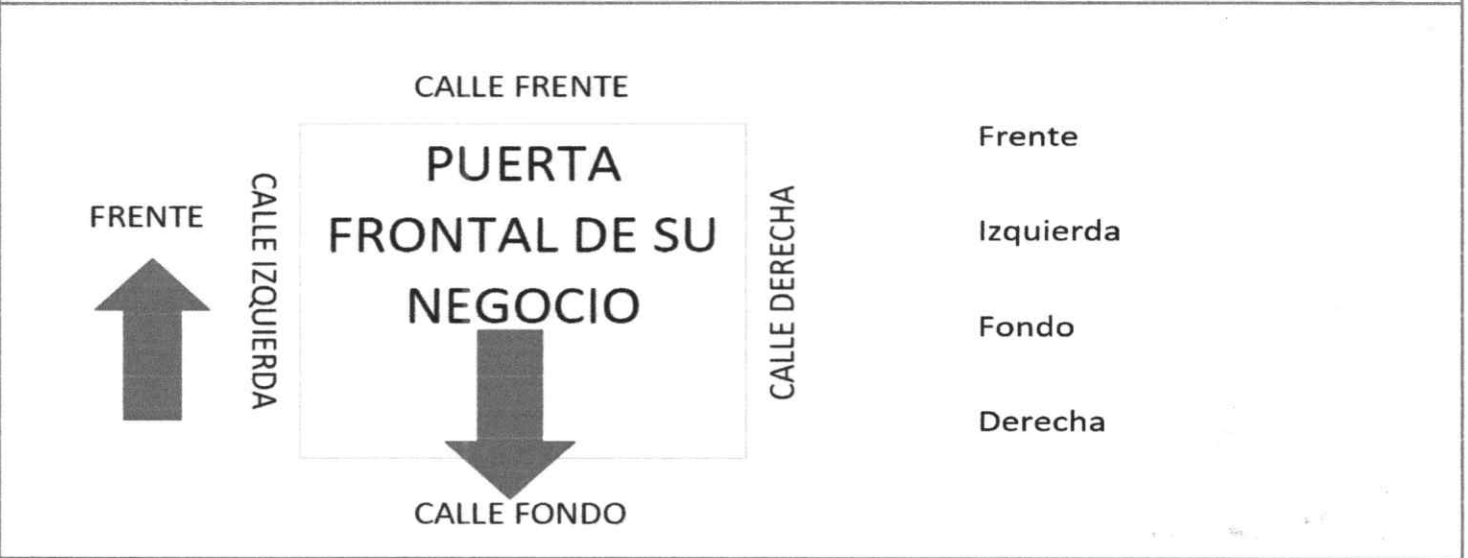 CALLE FRENTE
PUERTA
FRONTAL DE SU
NEGOCIO
FRENTE
CALLE IZQUIERDA
CALLE DERECHA
CALLE FONDO
Frente
Izquierda
Fondo
Derecha